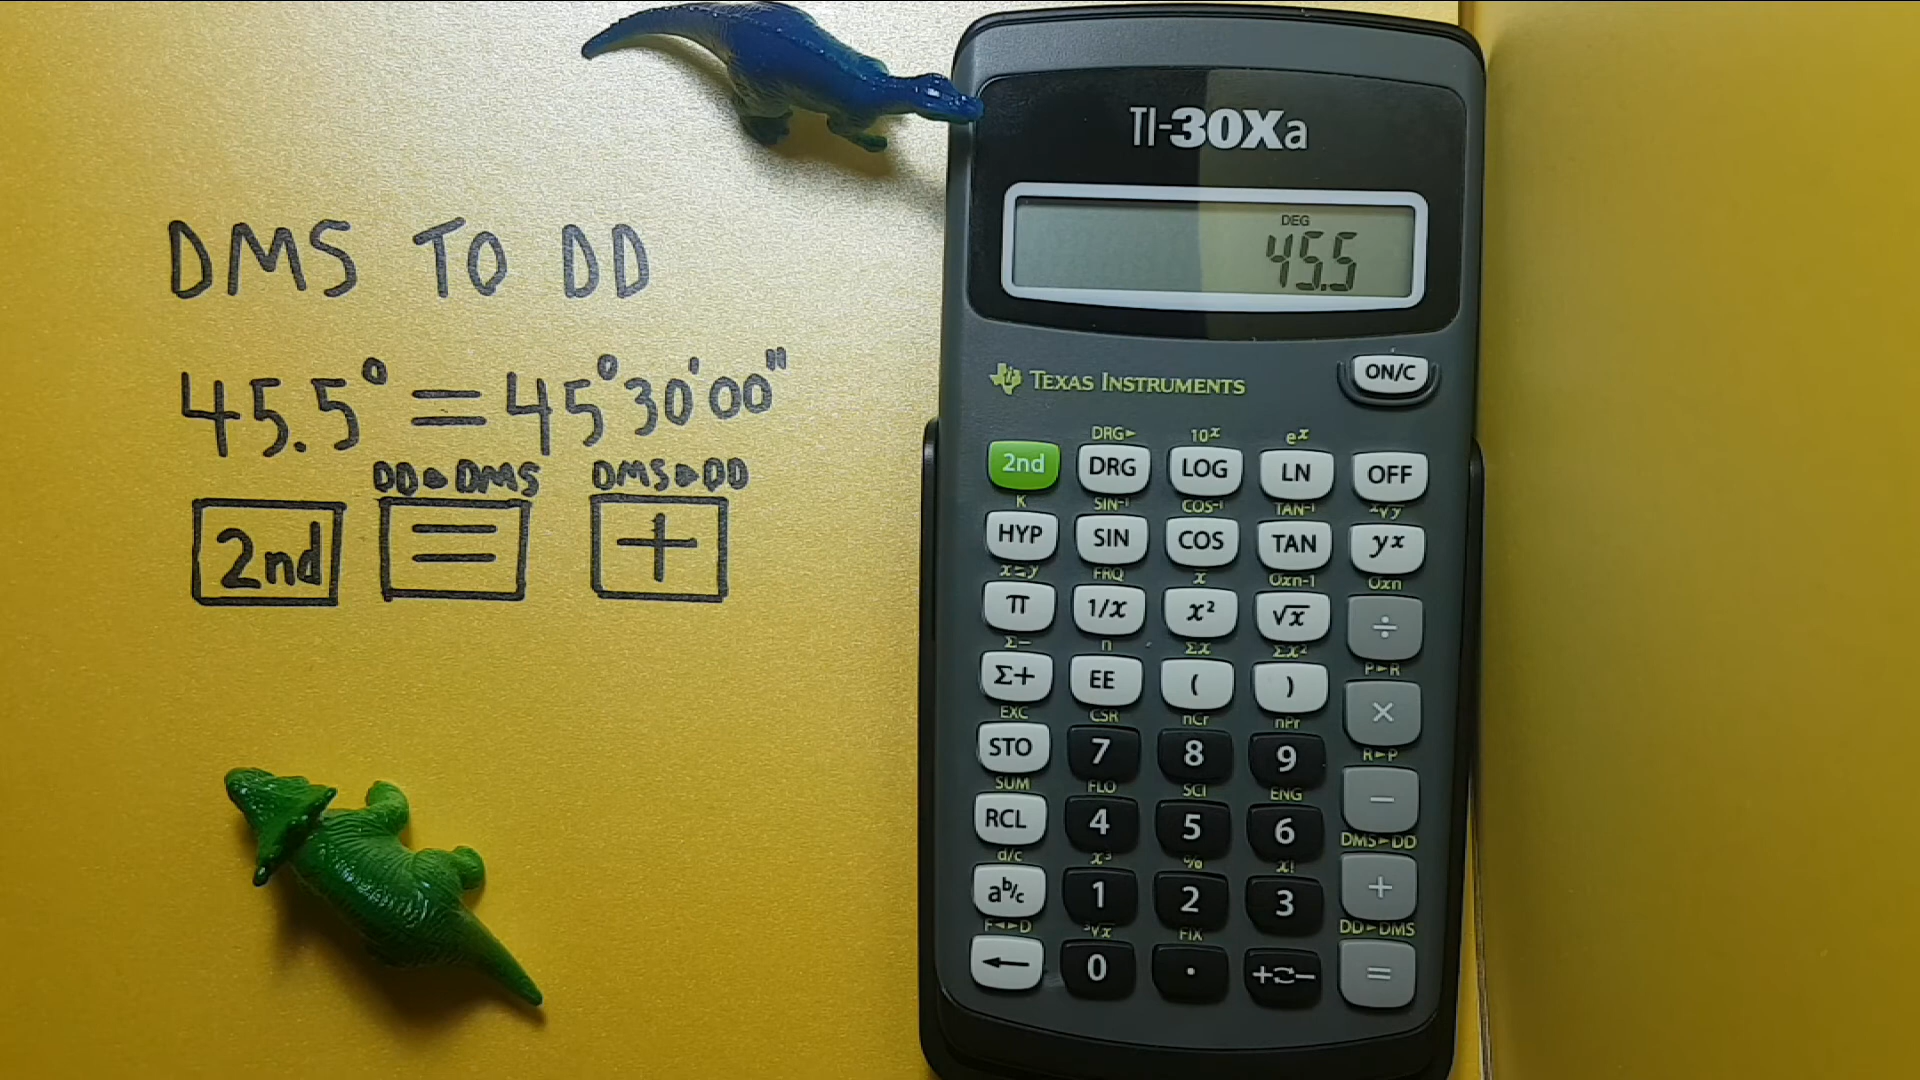 DMS TO DD
45.5° = 45°30'00"
DD►DMS DMS►DD
2nd = +
TI-30Xa
DEG
45.5
TEXAS INSTRUMENTS
ON/C
DRG► 10ˣ eˣ
2nd DRG LOG LN OFF
K SIN⁻¹ COS⁻¹ TAN⁻¹ ˣ√y
HYP SIN COS TAN yˣ
x⇄y FRQ x̄ σxn-1 σxn
π 1/x x² √x ÷
Σ- n Σx Σx² P►R
Σ+ EE ( ) ×
EXC CSR nCr nPr R►P
STO 7 8 9 −
SUM FLO SCI ENG DMS►DD
RCL 4 5 6 +
d/c x³ % x! DD►DMS
aᵇ/c 1 2 3 =
F◄►D ³√x FIX
← 0 . +⇄−